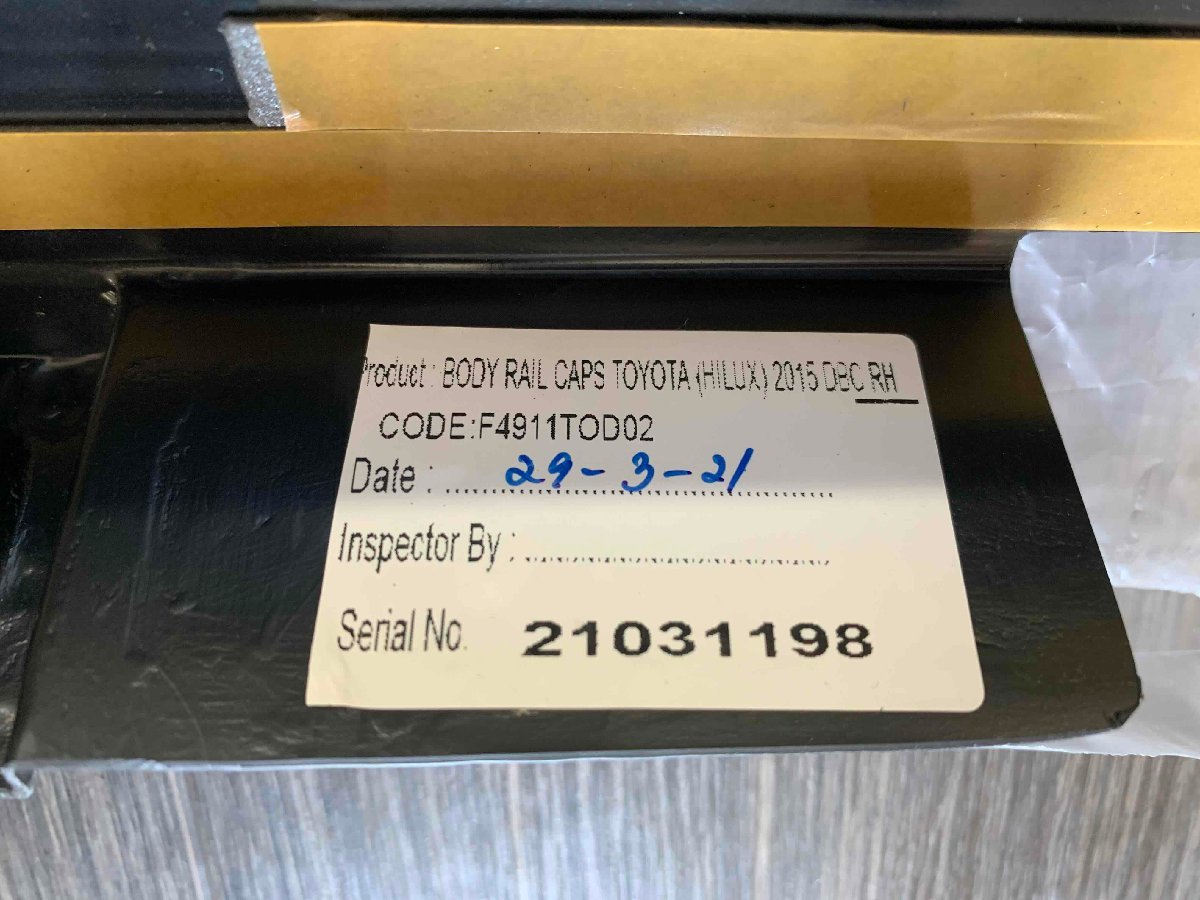 Product : BODY RAIL CAPS TOYOTA (HILUX) 2015 DBC RH
CODE:F4911TOD02
Date : 29-3-21
Inspector By :
Serial No. 21031198